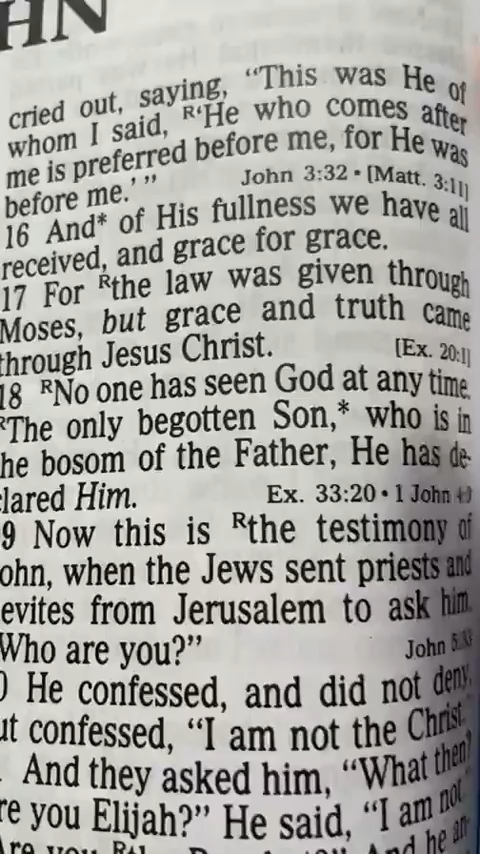 HN
cried out, saying, “This was He of
whom I said, R‘He who comes after
me is preferred before me, for He was
before me.’ ” John 3:32 • [Matt. 3:11]
16 And* of His fullness we have all
received, and grace for grace.
17 For Rthe law was given through
Moses, but grace and truth came
through Jesus Christ. [Ex. 20:1]
18 RNo one has seen God at any time.
RThe only begotten Son,* who is in
he bosom of the Father, He has de-
clared Him. Ex. 33:20 • 1 John
9 Now this is Rthe testimony of
ohn, when the Jews sent priests and
evites from Jerusalem to ask him,
Who are you?” John
He confessed, and did not deny,
ut confessed, “I am not the Christ.”
And they asked him, “What then?
re you Elijah?” He said, “I am not.”
And he an-